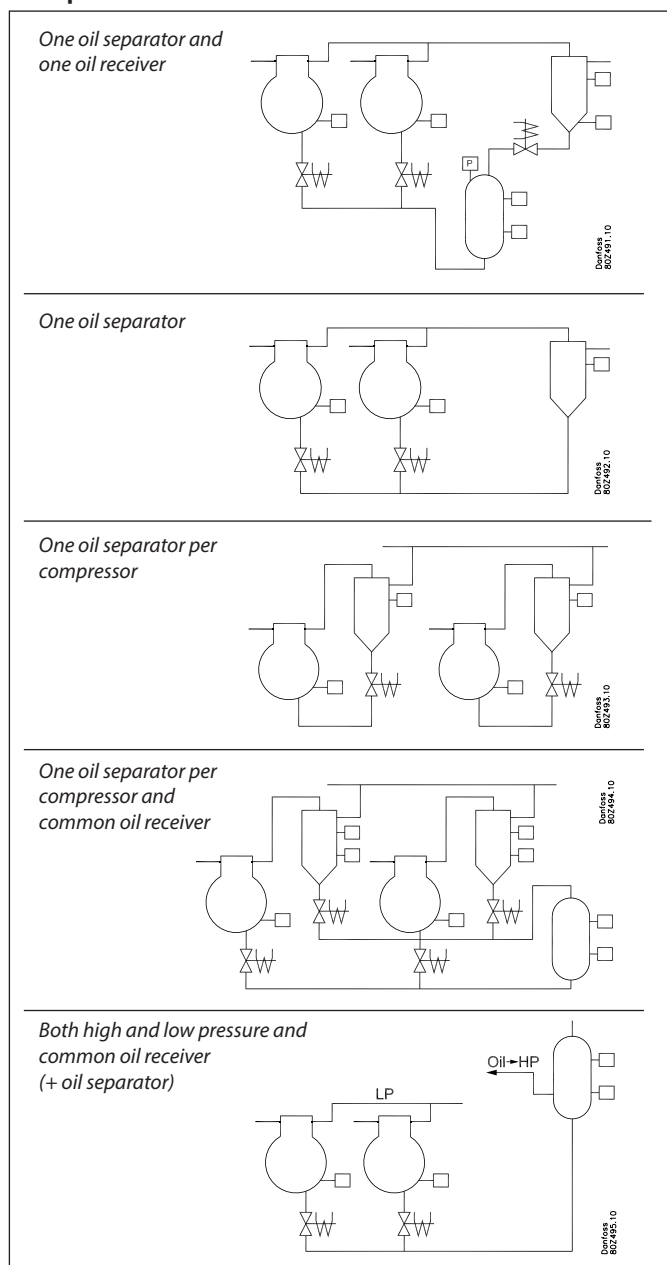 One oil separator and
one oil receiver
P
Danfoss
80Z491.10
One oil separator
Danfoss
80Z492.10
One oil separator per
compressor
Danfoss
80Z493.10
One oil separator per
compressor and
common oil receiver
Danfoss
80Z494.10
Both high and low pressure and
common oil receiver
(+ oil separator)
Oil→HP
LP
Danfoss
80Z495.10